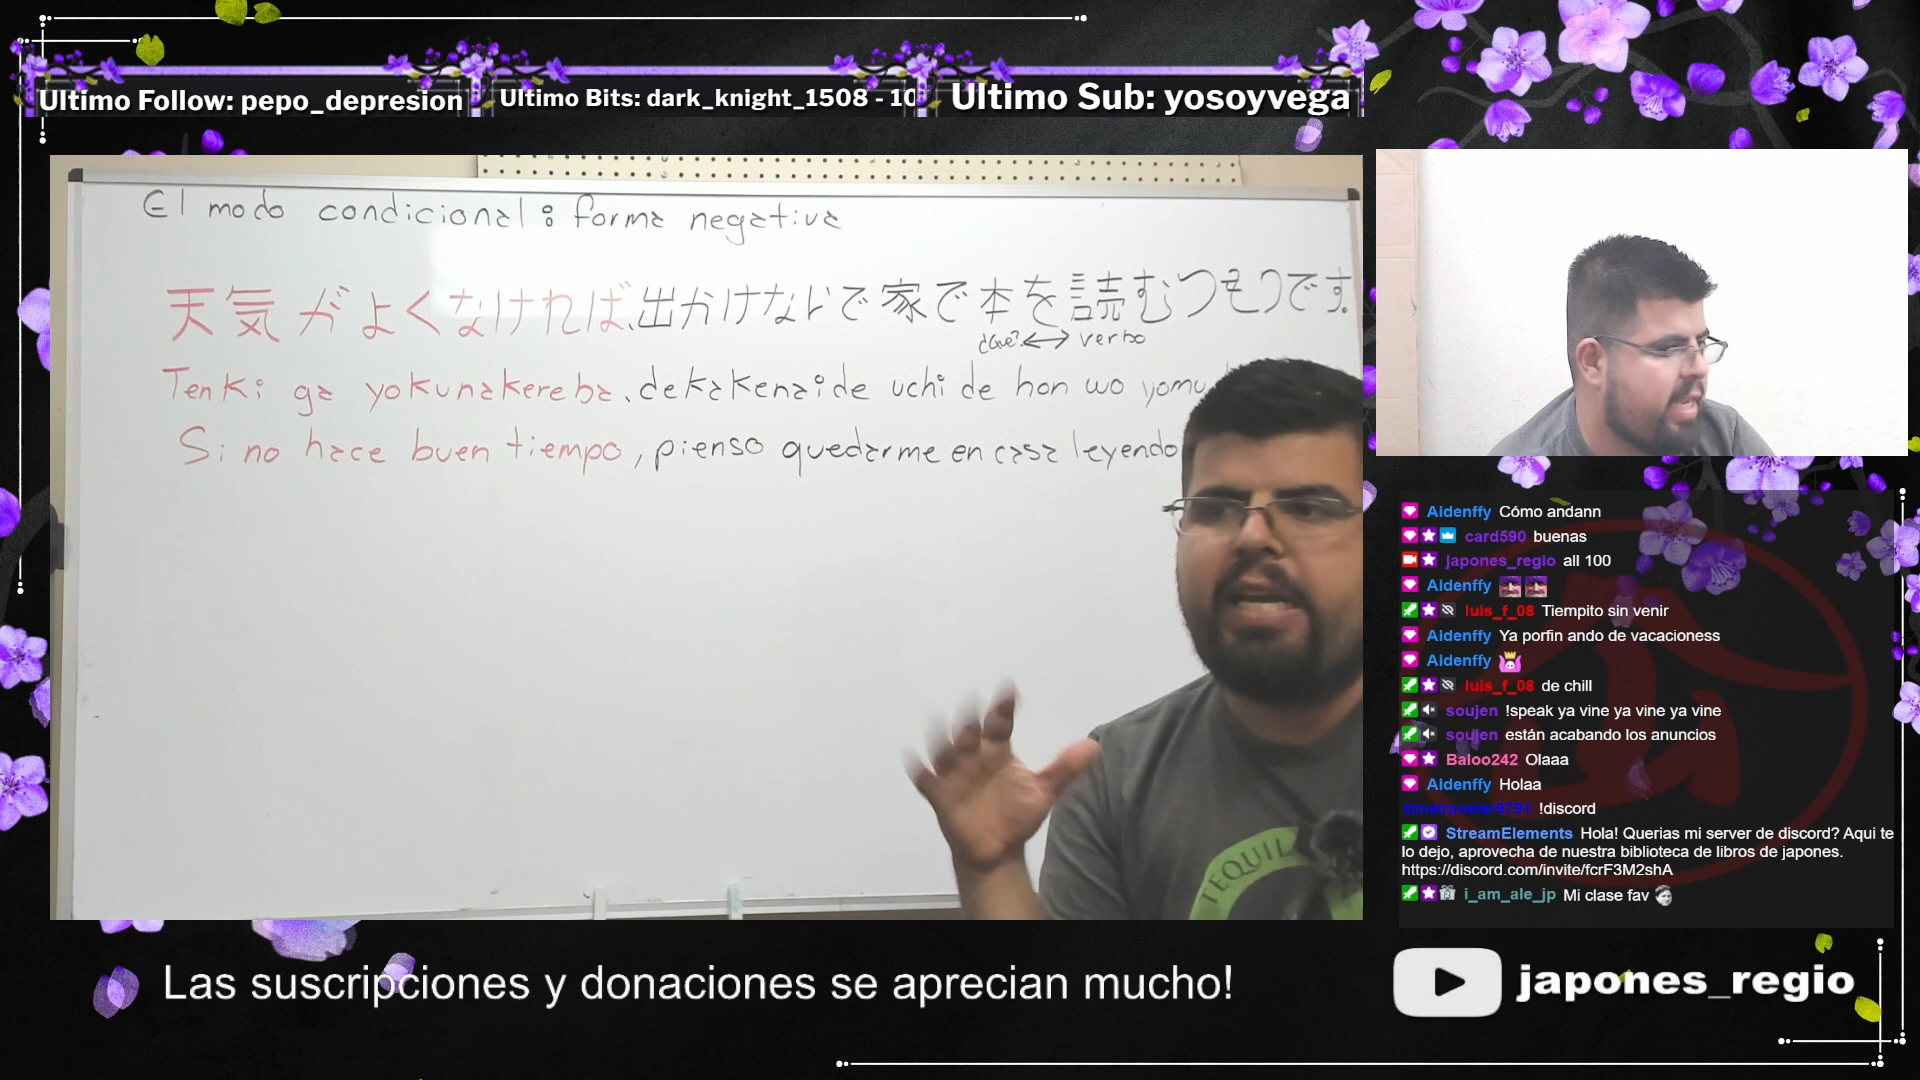 Ultimo Follow: pepo_depresion
Ultimo Bits: dark_knight_1508 - 10
Ultimo Sub: yosoyvega
El modo condicional: forma negativa
天気がよくなければ、出かけないで家で本を読むつもりです。
¿Que? ↔ verbo
Tenki ga yokunakereba、dekakenaide uchi de hon wo yomu
Si no hace buen tiempo, pienso quedarme en casa leyendo
TEQUIL
Aldenffy Cómo andann
card590 buenas
japones_regio all 100
Aldenffy
luis_f_08 Tiempito sin venir
Aldenffy Ya porfin ando de vacacioness
Aldenffy
luis_f_08 de chill
soujen !speak ya vine ya vine ya vine
soujen están acabando los anuncios
Baloo242 Olaaa
Aldenffy Holaa
timetraveler9791 !discord
StreamElements Hola! Querias mi server de discord? Aqui te
lo dejo, aprovecha de nuestra biblioteca de libros de japones.
https://discord.com/invite/fcrF3M2shA
i_am_ale_jp Mi clase fav
Las suscripciones y donaciones se aprecian mucho!
japones_regio